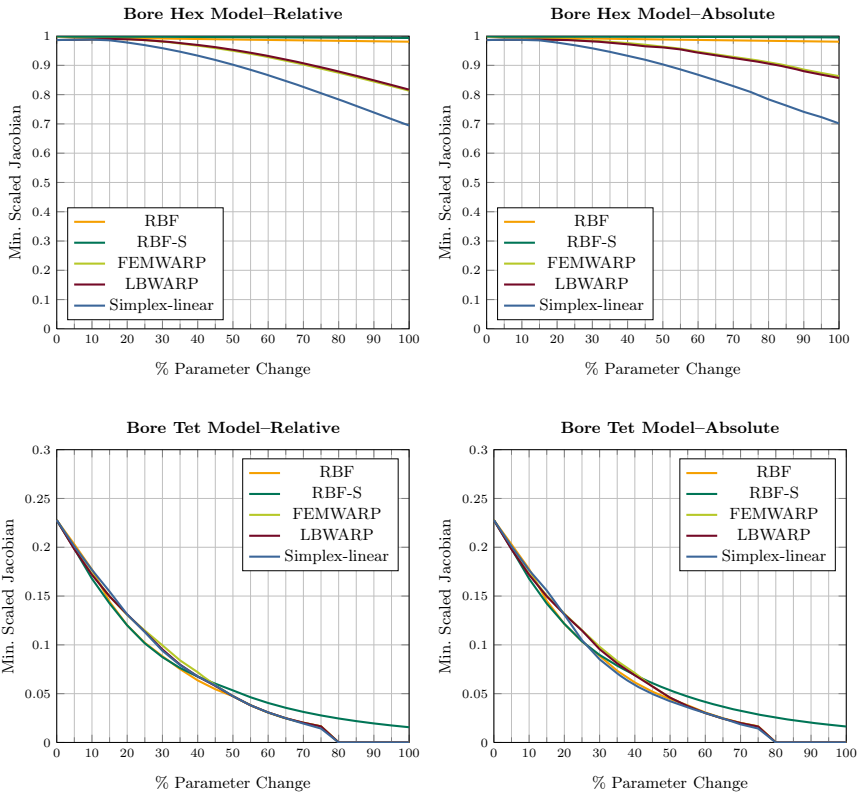 Bore Hex Model–Relative
Min. Scaled Jacobian
1
0.9
0.8
0.7
0.6
0.5
0.4
0.3
0.2
0.1
0
RBF
RBF-S
FEMWARP
LBWARP
Simplex-linear
0 10 20 30 40 50 60 70 80 90 100
% Parameter Change
Bore Hex Model–Absolute
Min. Scaled Jacobian
1
0.9
0.8
0.7
0.6
0.5
0.4
0.3
0.2
0.1
0
RBF
RBF-S
FEMWARP
LBWARP
Simplex-linear
0 10 20 30 40 50 60 70 80 90 100
% Parameter Change
Bore Tet Model–Relative
Min. Scaled Jacobian
0.3
0.25
0.2
0.15
0.1
0.05
0
RBF
RBF-S
FEMWARP
LBWARP
Simplex-linear
0 10 20 30 40 50 60 70 80 90 100
% Parameter Change
Bore Tet Model–Absolute
Min. Scaled Jacobian
0.3
0.25
0.2
0.15
0.1
0.05
0
RBF
RBF-S
FEMWARP
LBWARP
Simplex-linear
0 10 20 30 40 50 60 70 80 90 100
% Parameter Change